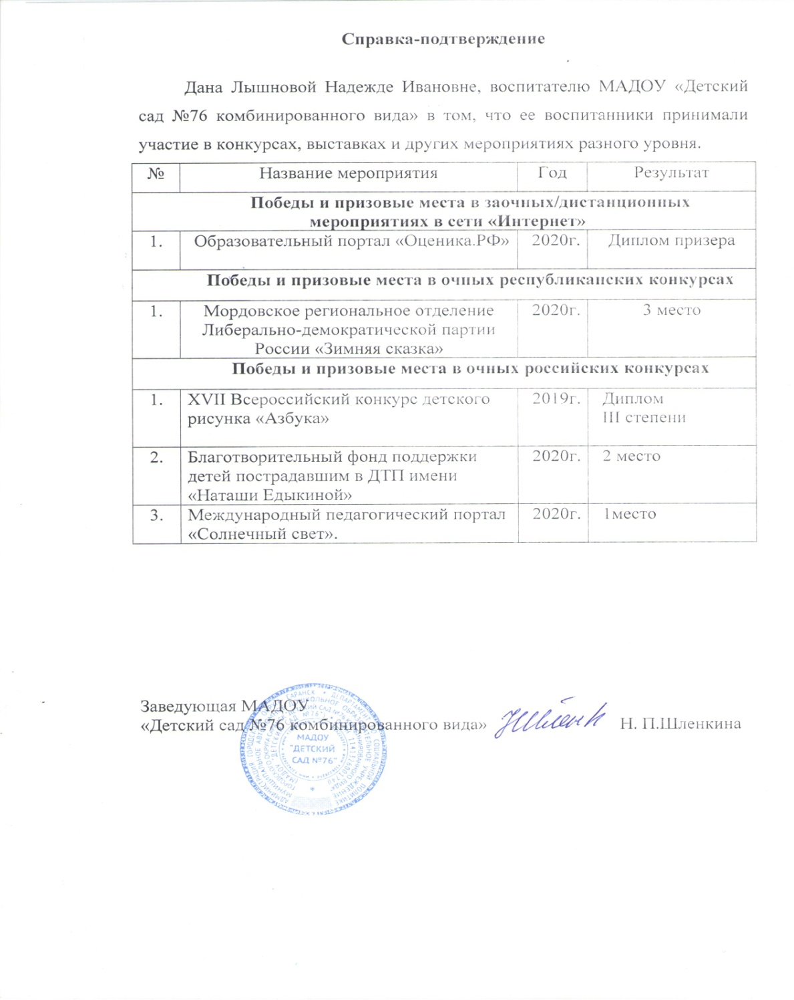 Справка-подтверждение
Дана Лышновой Надежде Ивановне, воспитателю МАДОУ «Детский
сад №76 комбинированного вида» в том, что ее воспитанники принимали
участие в конкурсах, выставках и других мероприятиях разного уровня.
№ Название мероприятия Год Результат
Победы и призовые места в заочных/дистанционных
мероприятиях в сети «Интернет»
1. Образовательный портал «Оценика.РФ» 2020г. Диплом призера
Победы и призовые места в очных республиканских конкурсах
1. Мордовское региональное отделение 2020г. 3 место
Либерально-демократической партии
России «Зимняя сказка»
Победы и призовые места в очных российских конкурсах
1. XVII Всероссийский конкурс детского 2019г. Диплом
рисунка «Азбука» III степени
2. Благотворительный фонд поддержки 2020г. 2 место
детей пострадавшим в ДТП имени
«Наташи Едыкиной»
3. Международный педагогический портал 2020г. 1место
«Солнечный свет».
Заведующая МАДОУ
«Детский сад №76 комбинированного вида» Н. П.Шленкина
МАДОУ
"ДЕТСКИЙ
САД №76"